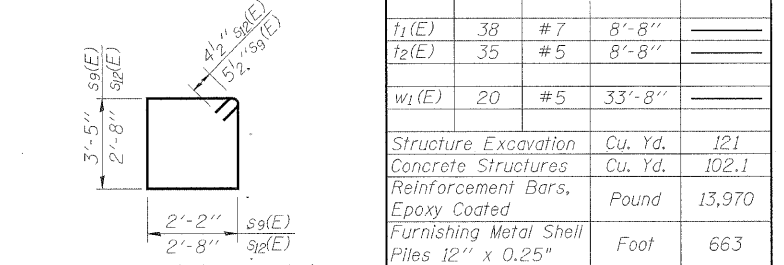 4½" s12(E)
5½" s9(E)
s9(E)
s12(E)
3'-5"
2'-8"
2'-2" s9(E)
2'-8" s12(E)
t1(E) 38 #7 8'-8"
t2(E) 35 #5 8'-8"
w1(E) 20 #5 33'-8"
Structure Excavation Cu. Yd. 121
Concrete Structures Cu. Yd. 102.1
Reinforcement Bars,
Epoxy Coated Pound 13,970
Furnishing Metal Shell
Piles 12" x 0.25" Foot 663